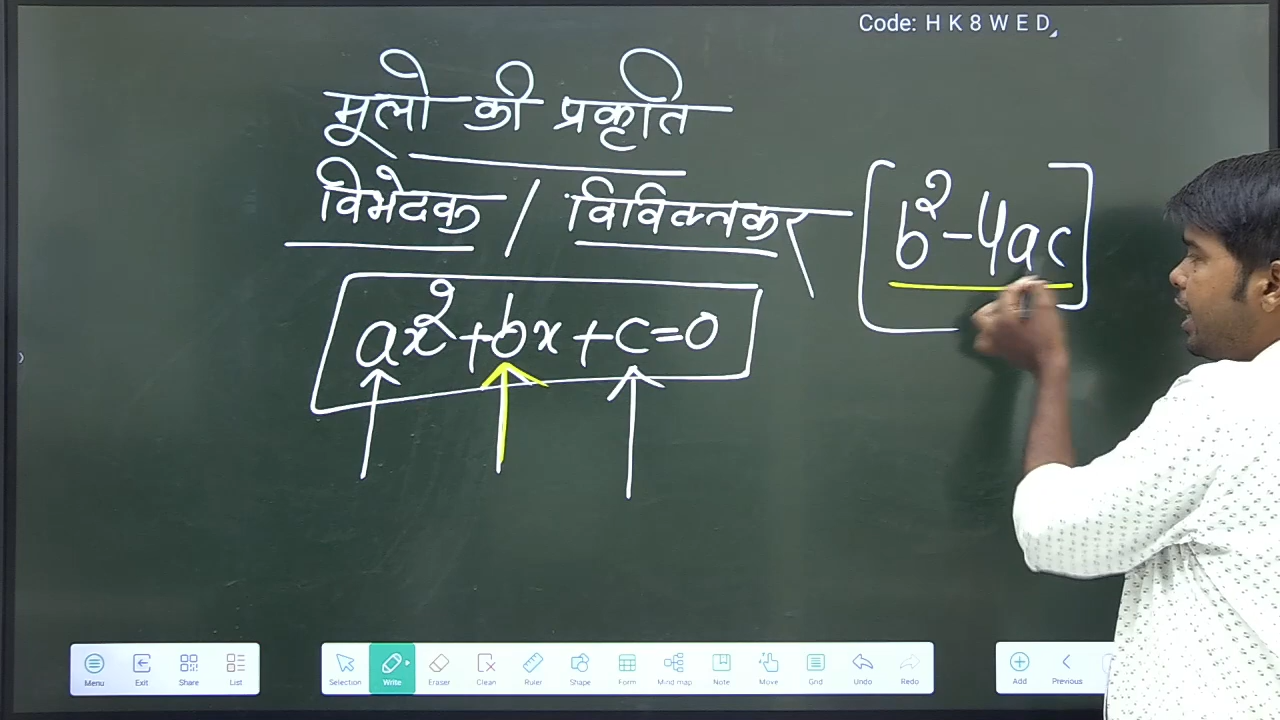 Code: H K 8 W E D
मूलो की प्रकृति
विभेदक / विविक्तकर [b²-4ac]
ax²+bx+c=0
Menu Exit Share List Selection Write Eraser Clean Ruler Shape Form Mind map Note Move Grid Undo Redo Add Previous